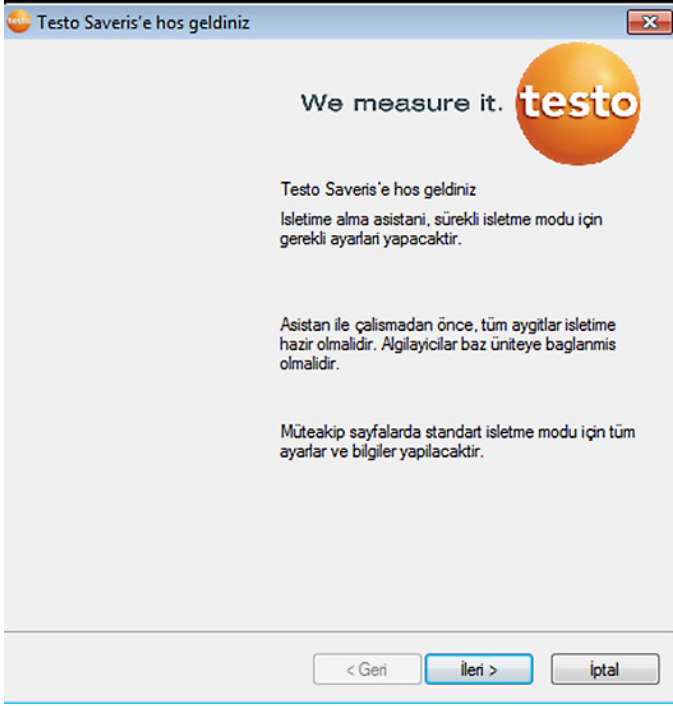 Testo Saveris'e hos geldiniz
We measure it. testo
Testo Saveris'e hos geldiniz
Isletime alma asistani, sürekli isletme modu için
gerekli ayarlari yapacaktir.
Asistan ile çalismadan önce, tüm aygitlar isletime
hazir olmalidir. Algilayicilar baz üniteye baglanmis
olmalidir.
Müteakip sayfalarda standart isletme modu için tüm
ayarlar ve bilgiler yapilacaktir.
< Geri
İleri >
İptal